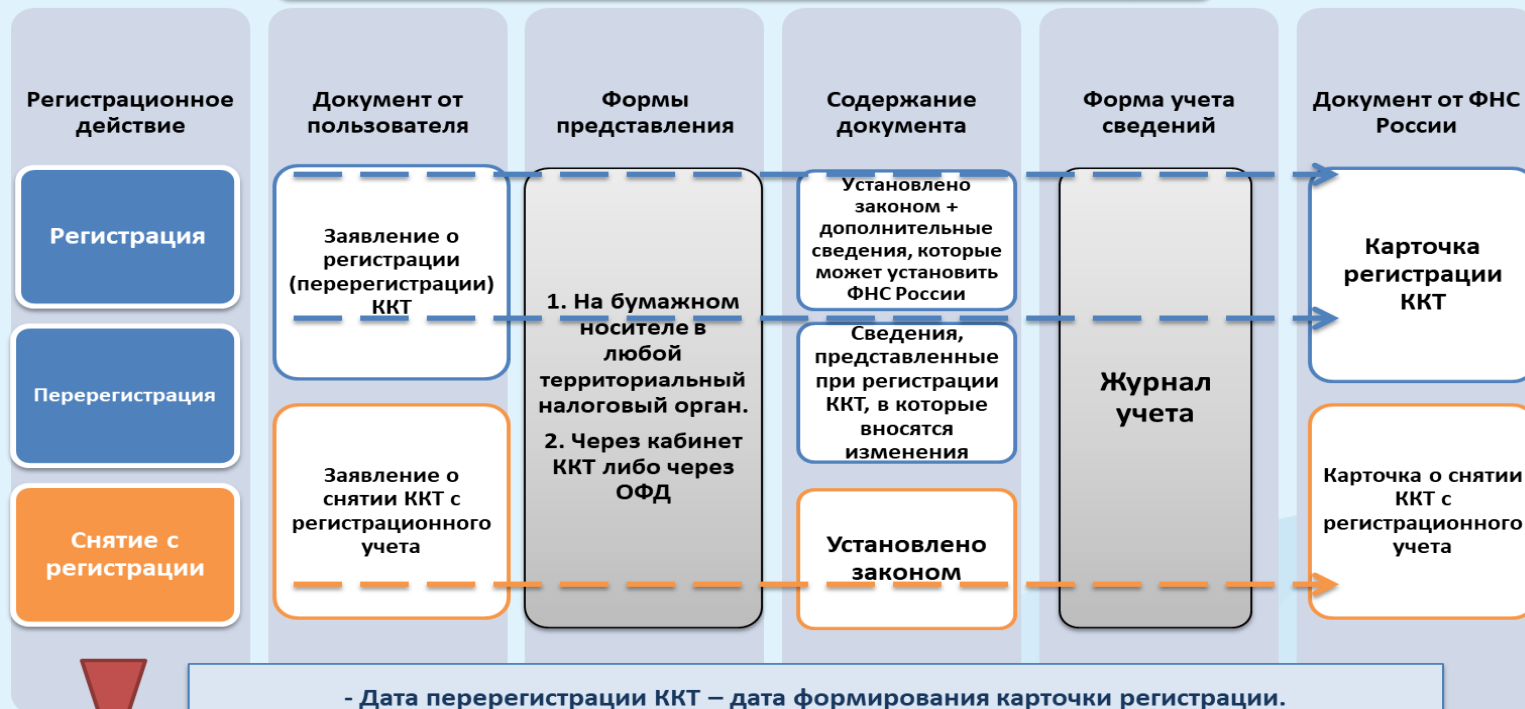 Регистрационное
действие
Документ от
пользователя
Формы
представления
Содержание
документа
Форма учета
сведений
Документ от ФНС
России
Регистрация
Перерегистрация
Снятие с
регистрации
Заявление о
регистрации
(перерегистрации)
ККТ
Заявление о
снятии ККТ с
регистрационного
учета
1. На бумажном
носителе в
любой
территориальный
налоговый орган.
2. Через кабинет
ККТ либо через
ОФД
Установлено
законом +
дополнительные
сведения, которые
может установить
ФНС России
Сведения,
представленные
при регистрации
ККТ, в которые
вносятся
изменения
Установлено
законом
Журнал
учета
Карточка
регистрации
ККТ
Карточка о снятии
ККТ с
регистрационного
учета
- Дата перерегистрации ККТ – дата формирования карточки регистрации.